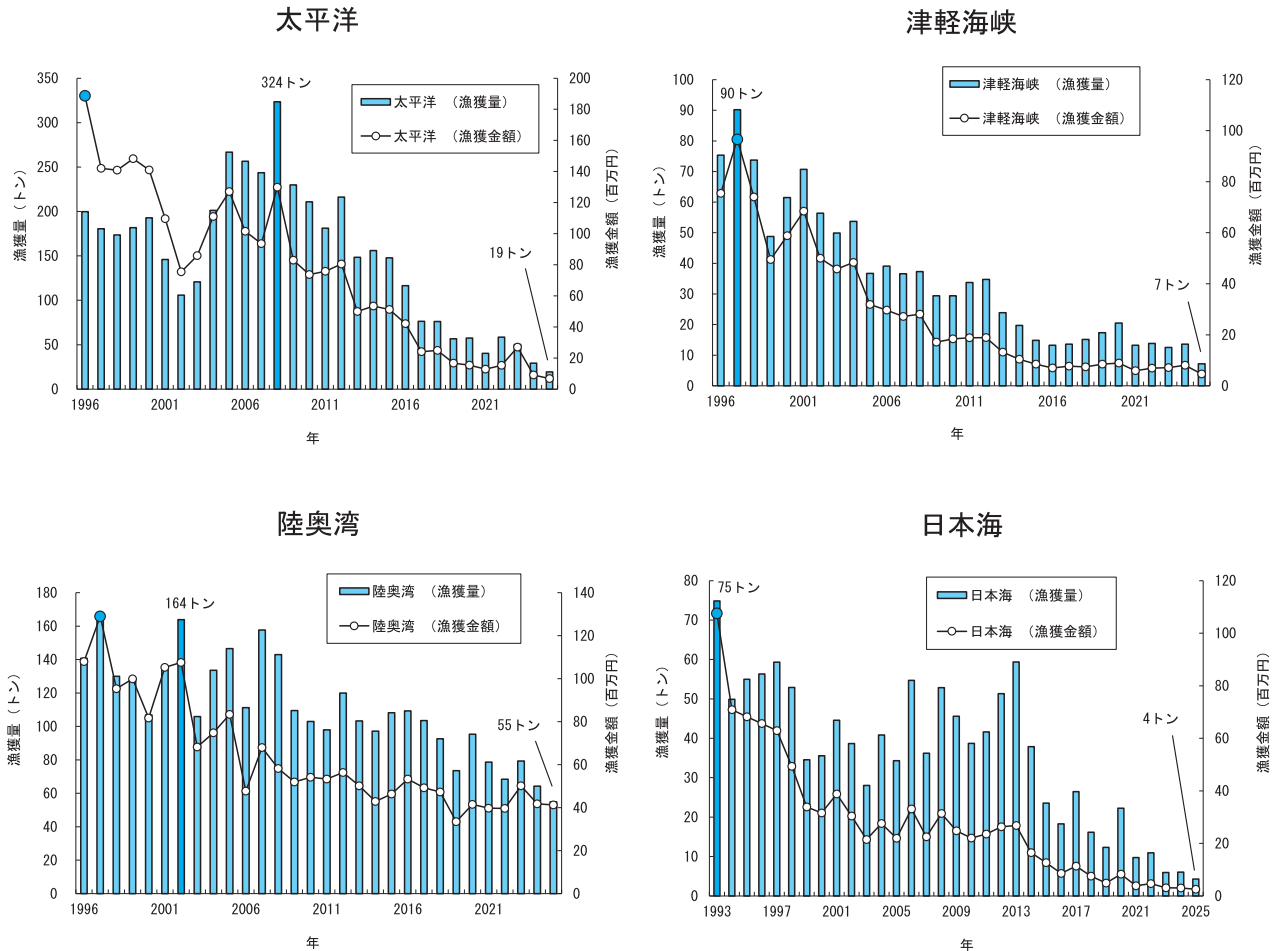 太平洋
324トン
太平洋 （漁獲量）
太平洋 （漁獲金額）
19トン
漁獲量（トン）
漁獲金額（百万円）
350
300
250
200
150
100
50
0
200
180
160
140
120
100
80
60
40
20
0
1996 2001 2006 2011 2016 2021
年
津軽海峡
90トン
津軽海峡 （漁獲量）
津軽海峡 （漁獲金額）
7トン
漁獲量（トン）
漁獲金額（百万円）
100
90
80
70
60
50
40
30
20
10
0
120
100
80
60
40
20
0
1996 2001 2006 2011 2016 2021
年
陸奥湾
164トン
陸奥湾 （漁獲量）
陸奥湾 （漁獲金額）
55トン
漁獲量（トン）
漁獲金額（百万円）
180
160
140
120
100
80
60
40
20
0
140
120
100
80
60
40
20
0
1996 2001 2006 2011 2016 2021
年
日本海
75トン
日本海 （漁獲量）
日本海 （漁獲金額）
4トン
漁獲量（トン）
漁獲金額（百万円）
80
70
60
50
40
30
20
10
0
120
100
80
60
40
20
0
1993 1997 2001 2005 2009 2013 2017 2021 2025
年